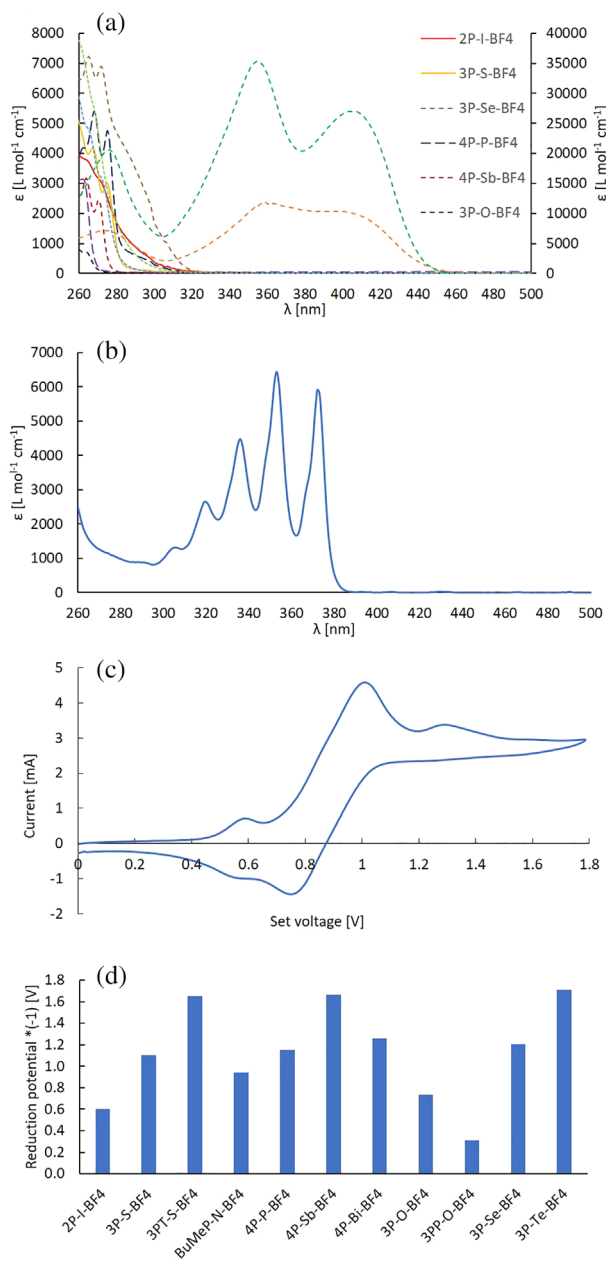 (a)
8000
7000
6000
5000
4000
3000
2000
1000
0
ε [L mol-1 cm-1]
40000
35000
30000
25000
20000
15000
10000
5000
0
ε [L mol-1 cm-1]
2P-I-BF4
3P-S-BF4
3P-Se-BF4
4P-P-BF4
4P-Sb-BF4
3P-O-BF4
260 280 300 320 340 360 380 400 420 440 460 480 500
λ [nm]
(b)
7000
6000
5000
4000
3000
2000
1000
0
ε [L mol-1 cm-1]
260 280 300 320 340 360 380 400 420 440 460 480 500
λ [nm]
(c)
5
4
3
2
1
0
-1
-2
Current [mA]
0 0.2 0.4 0.6 0.8 1 1.2 1.4 1.6 1.8
Set voltage [V]
(d)
1.8
1.6
1.4
1.2
1.0
0.8
0.6
0.4
0.2
0.0
Reduction potential *(-1) [V]
2P-I-BF4
3P-S-BF4
3PT-S-BF4
BuMeP-N-BF4
4P-P-BF4
4P-Sb-BF4
4P-Bi-BF4
3P-O-BF4
3PP-O-BF4
3P-Se-BF4
3P-Te-BF4